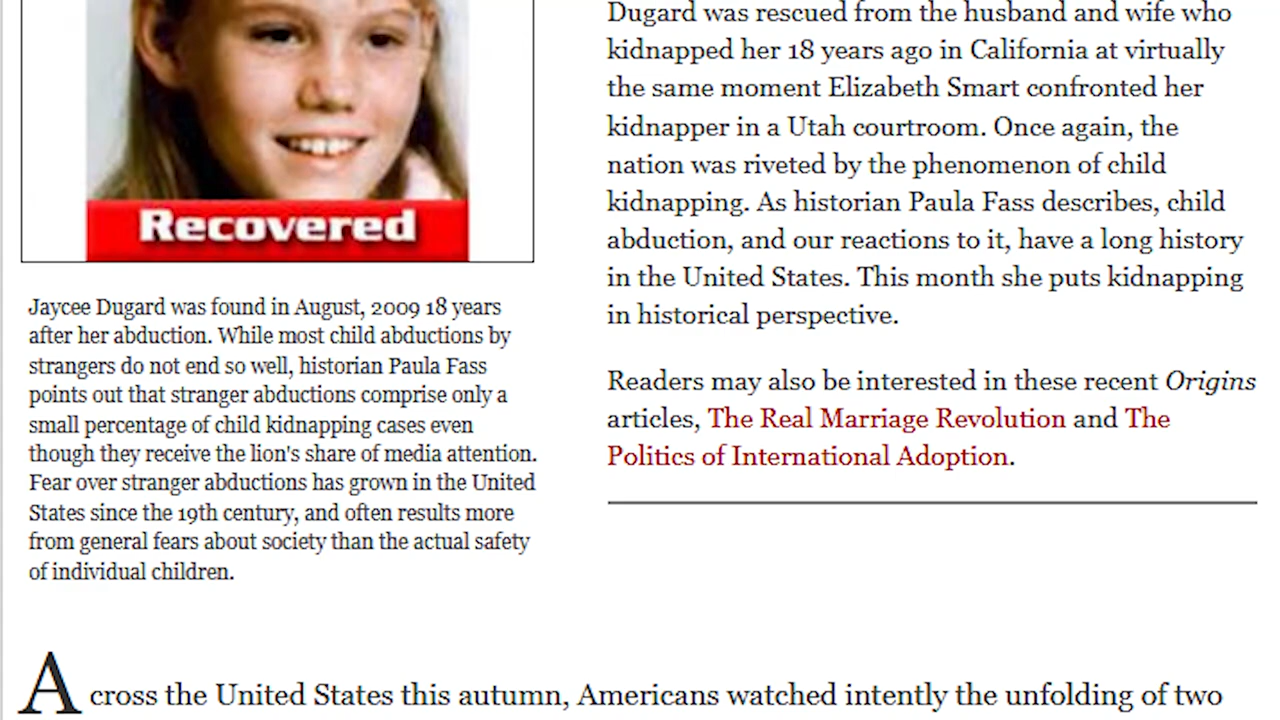 Recovered
Jaycee Dugard was found in August, 2009 18 years
after her abduction. While most child abductions by
strangers do not end so well, historian Paula Fass
points out that stranger abductions comprise only a
small percentage of child kidnapping cases even
though they receive the lion's share of media attention.
Fear over stranger abductions has grown in the United
States since the 19th century, and often results more
from general fears about society than the actual safety
of individual children.
Dugard was rescued from the husband and wife who
kidnapped her 18 years ago in California at virtually
the same moment Elizabeth Smart confronted her
kidnapper in a Utah courtroom. Once again, the
nation was riveted by the phenomenon of child
kidnapping. As historian Paula Fass describes, child
abduction, and our reactions to it, have a long history
in the United States. This month she puts kidnapping
in historical perspective.
Readers may also be interested in these recent Origins
articles, The Real Marriage Revolution and The
Politics of International Adoption.
Across the United States this autumn, Americans watched intently the unfolding of two